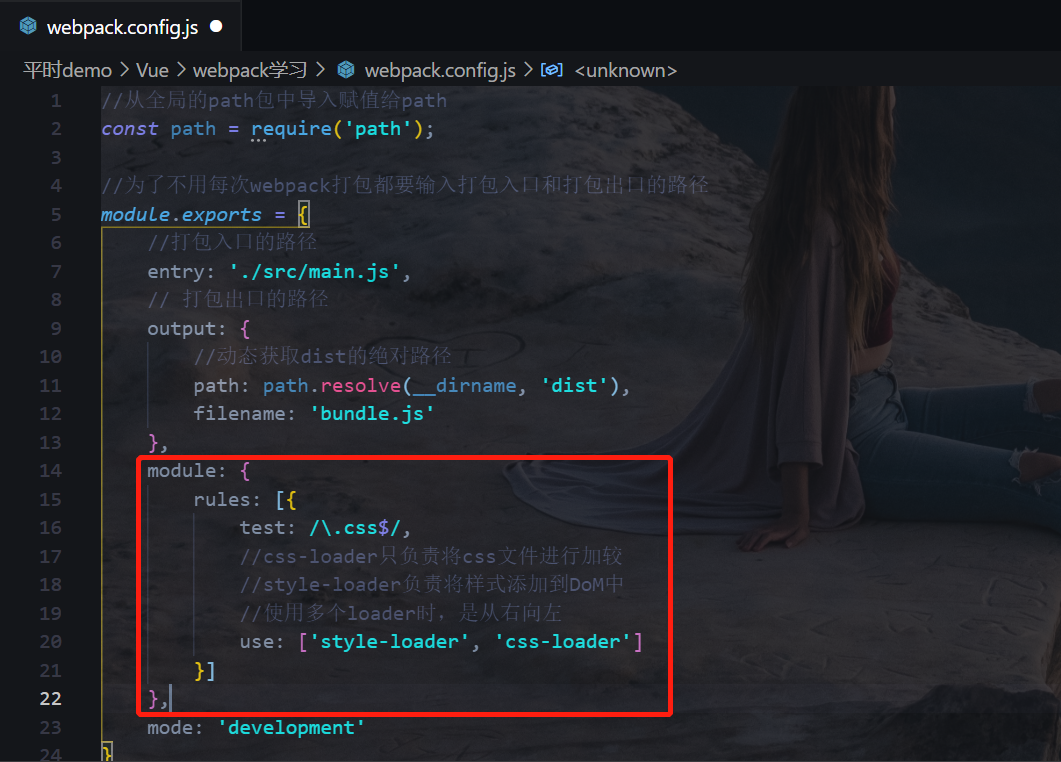 webpack.config.js
平时demo > Vue > webpack学习 > webpack.config.js > <unknown>
1 //从全局的path包中导入赋值给path
2 const path = require('path');
3
4 //为了不用每次webpack打包都要输入打包入口和打包出口的路径
5 module.exports = {
6 //打包入口的路径
7 entry: './src/main.js',
8 // 打包出口的路径
9 output: {
10 //动态获取dist的绝对路径
11 path: path.resolve(__dirname, 'dist'),
12 filename: 'bundle.js'
13 },
14 module: {
15 rules: [{
16 test: /\.css$/,
17 //css-loader只负责将css文件进行加较
18 //style-loader负责将样式添加到DoM中
19 //使用多个loader时，是从右向左
20 use: ['style-loader', 'css-loader']
21 }]
22 },
23 mode: 'development'
24 }